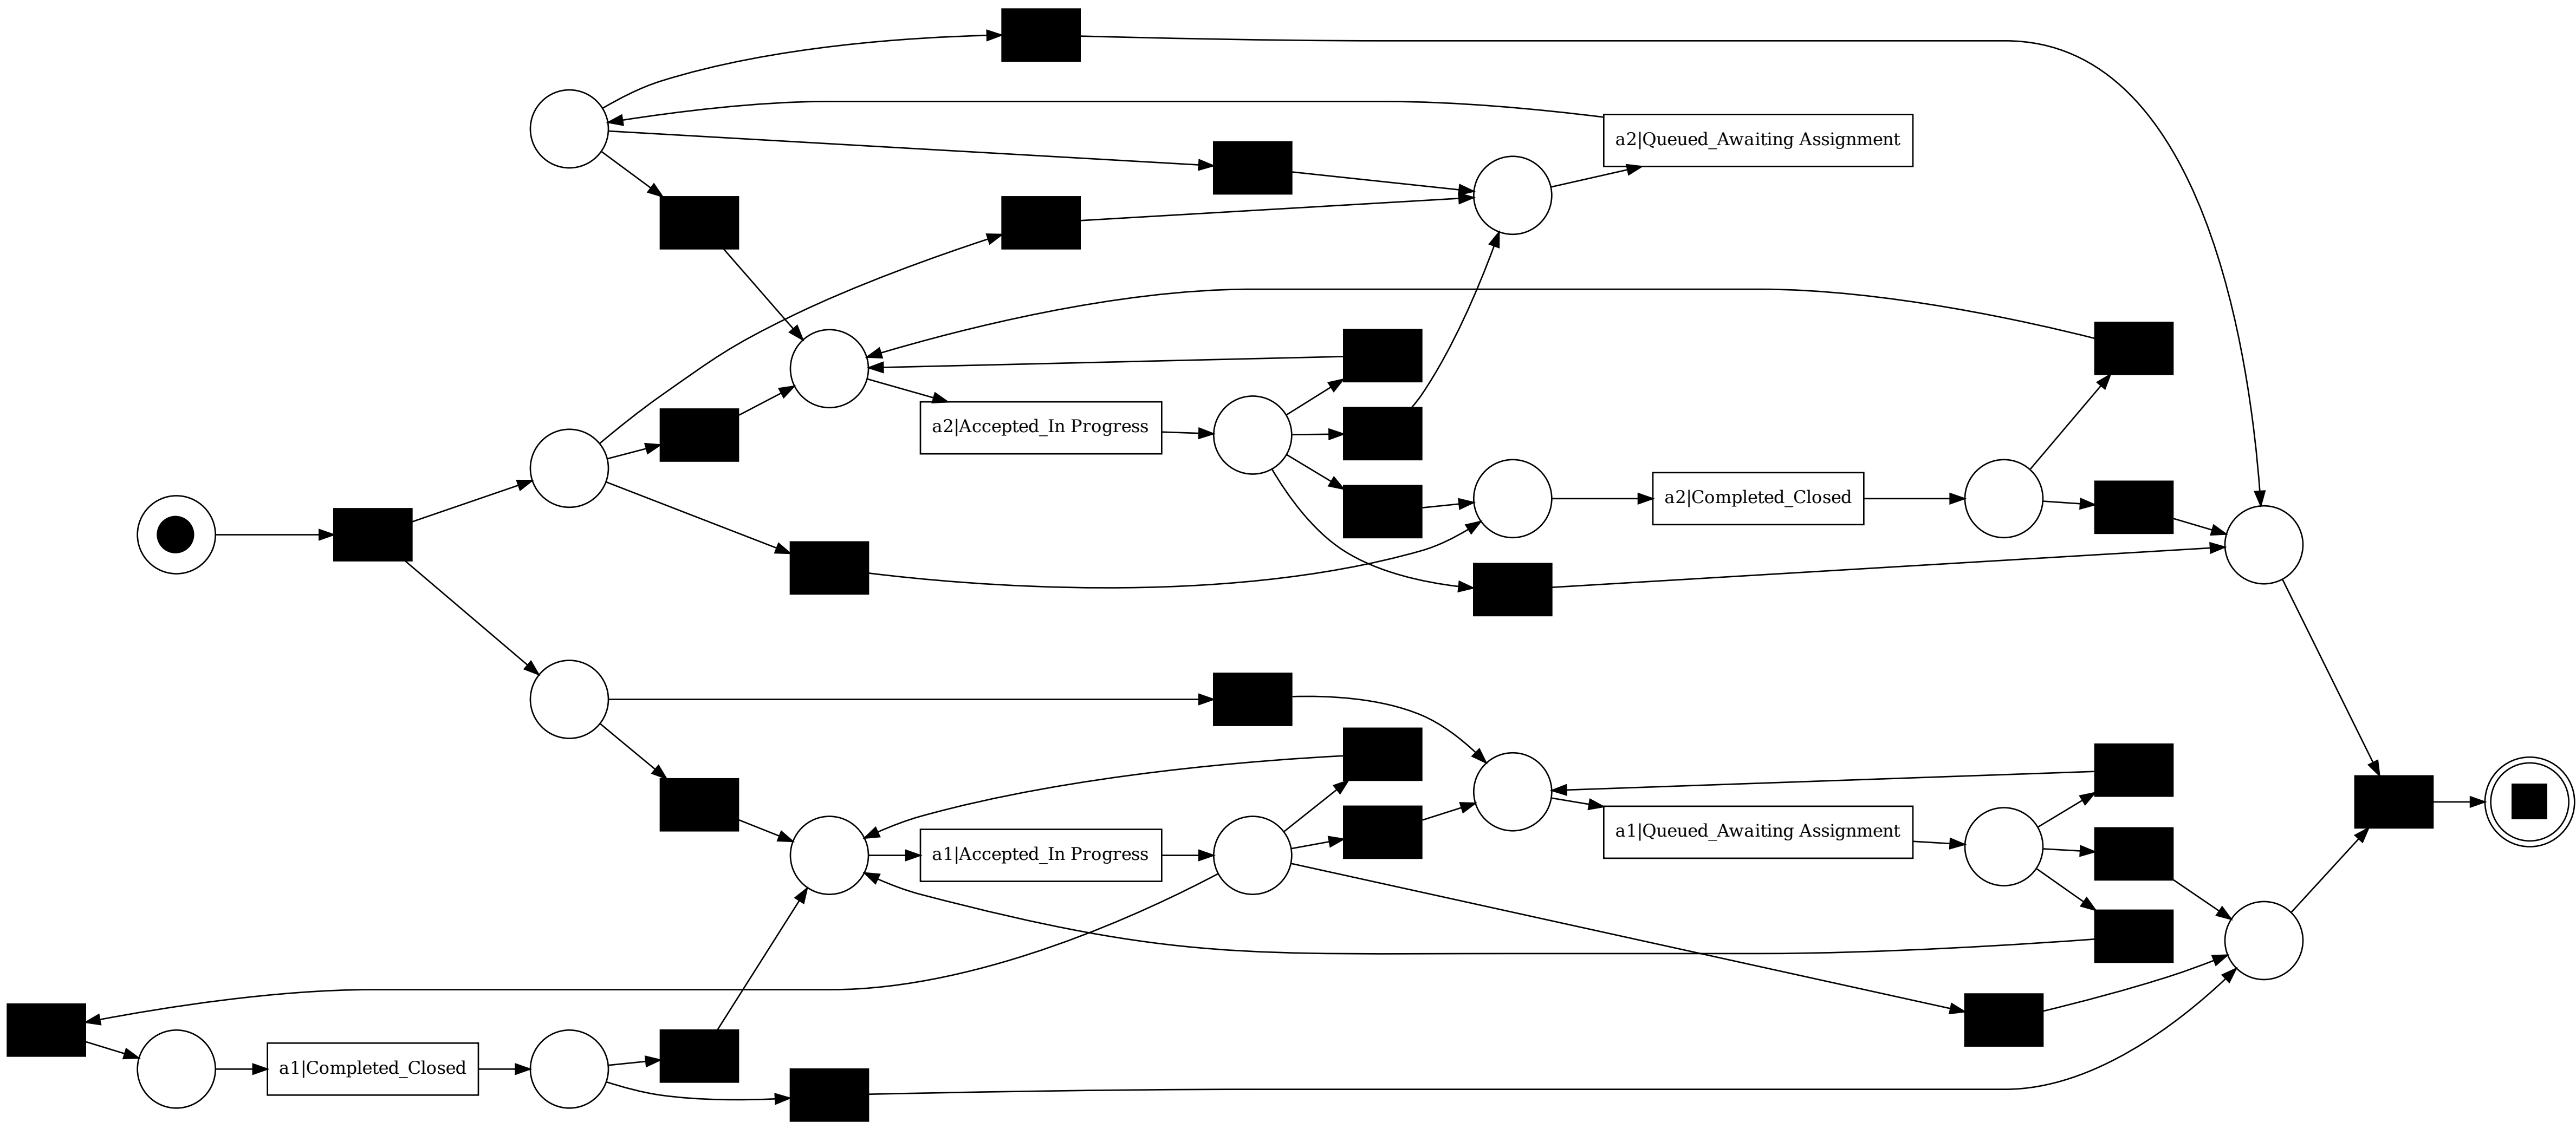 a2|Queued_Awaiting Assignment
a2|Accepted_In Progress
a2|Completed_Closed
a1|Queued_Awaiting Assignment
a1|Accepted_In Progress
a1|Completed_Closed